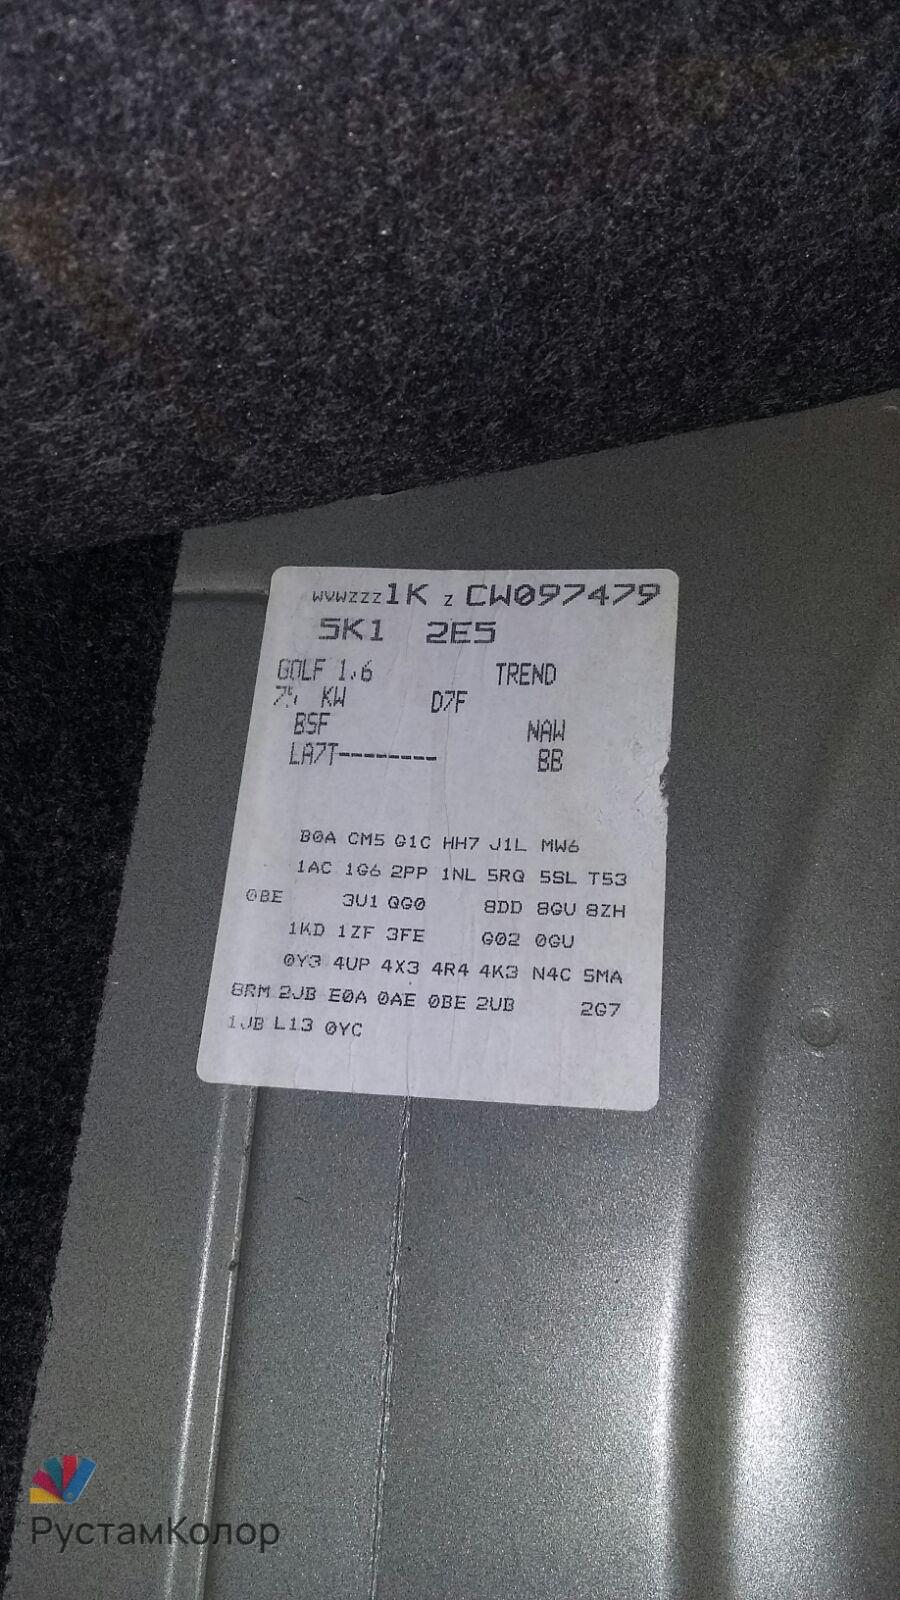 WVWZZZ1K Z CW097479
5K1 2E5
GOLF 1.6 TREND
75 KW D7F
BSF NAW
LA7T-------- BB
B0A CM5 G1C HH7 J1L MW6
1AC 1G6 2PP 1NL 5RQ 5SL T53
0BE 3U1 QG0 8DD 8GU 8ZH
1KD 1ZF 3FE G02 0GU
0Y3 4UP 4X3 4R4 4K3 N4C 5MA
8RM 2JB E0A 0AE 0BE 2UB 2G7
1JB L13 0YC
РустамКолор